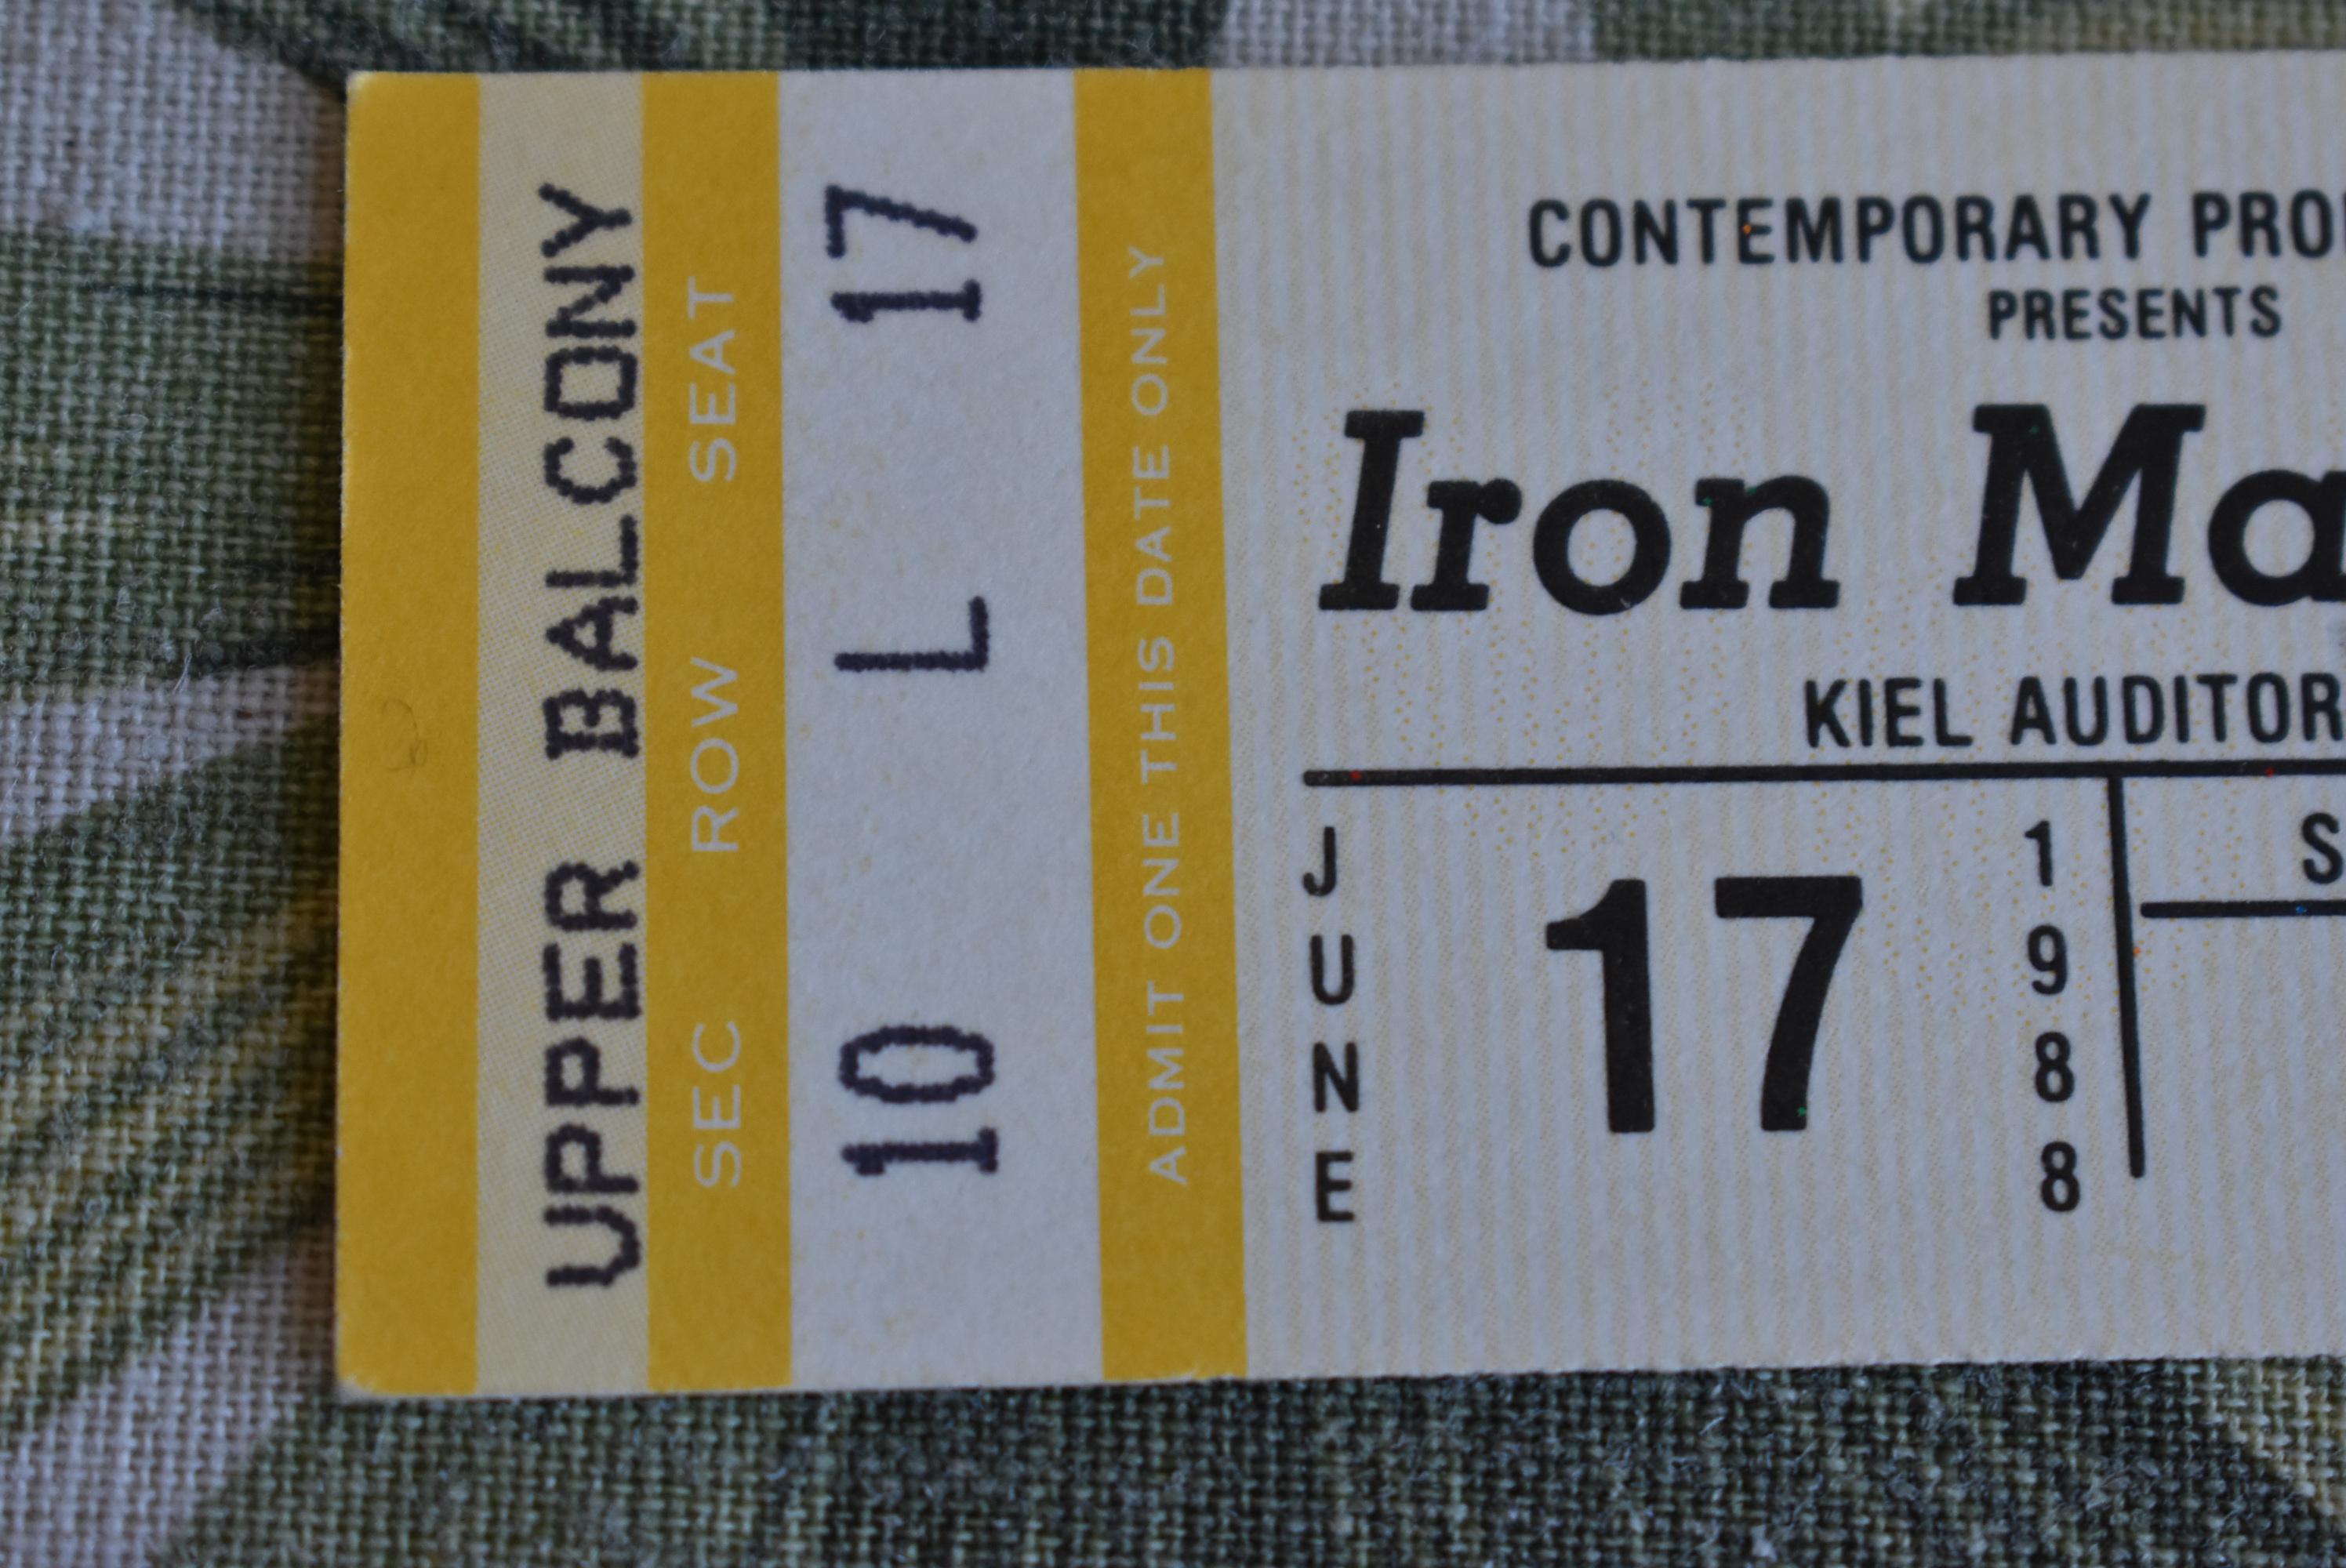 UPPER BALCONY
SEC ROW SEAT
10 L 17
ADMIT ONE THIS DATE ONLY
CONTEMPORARY PRO
PRESENTS
Iron Ma
KIEL AUDITOR
JUNE 17 1988
S